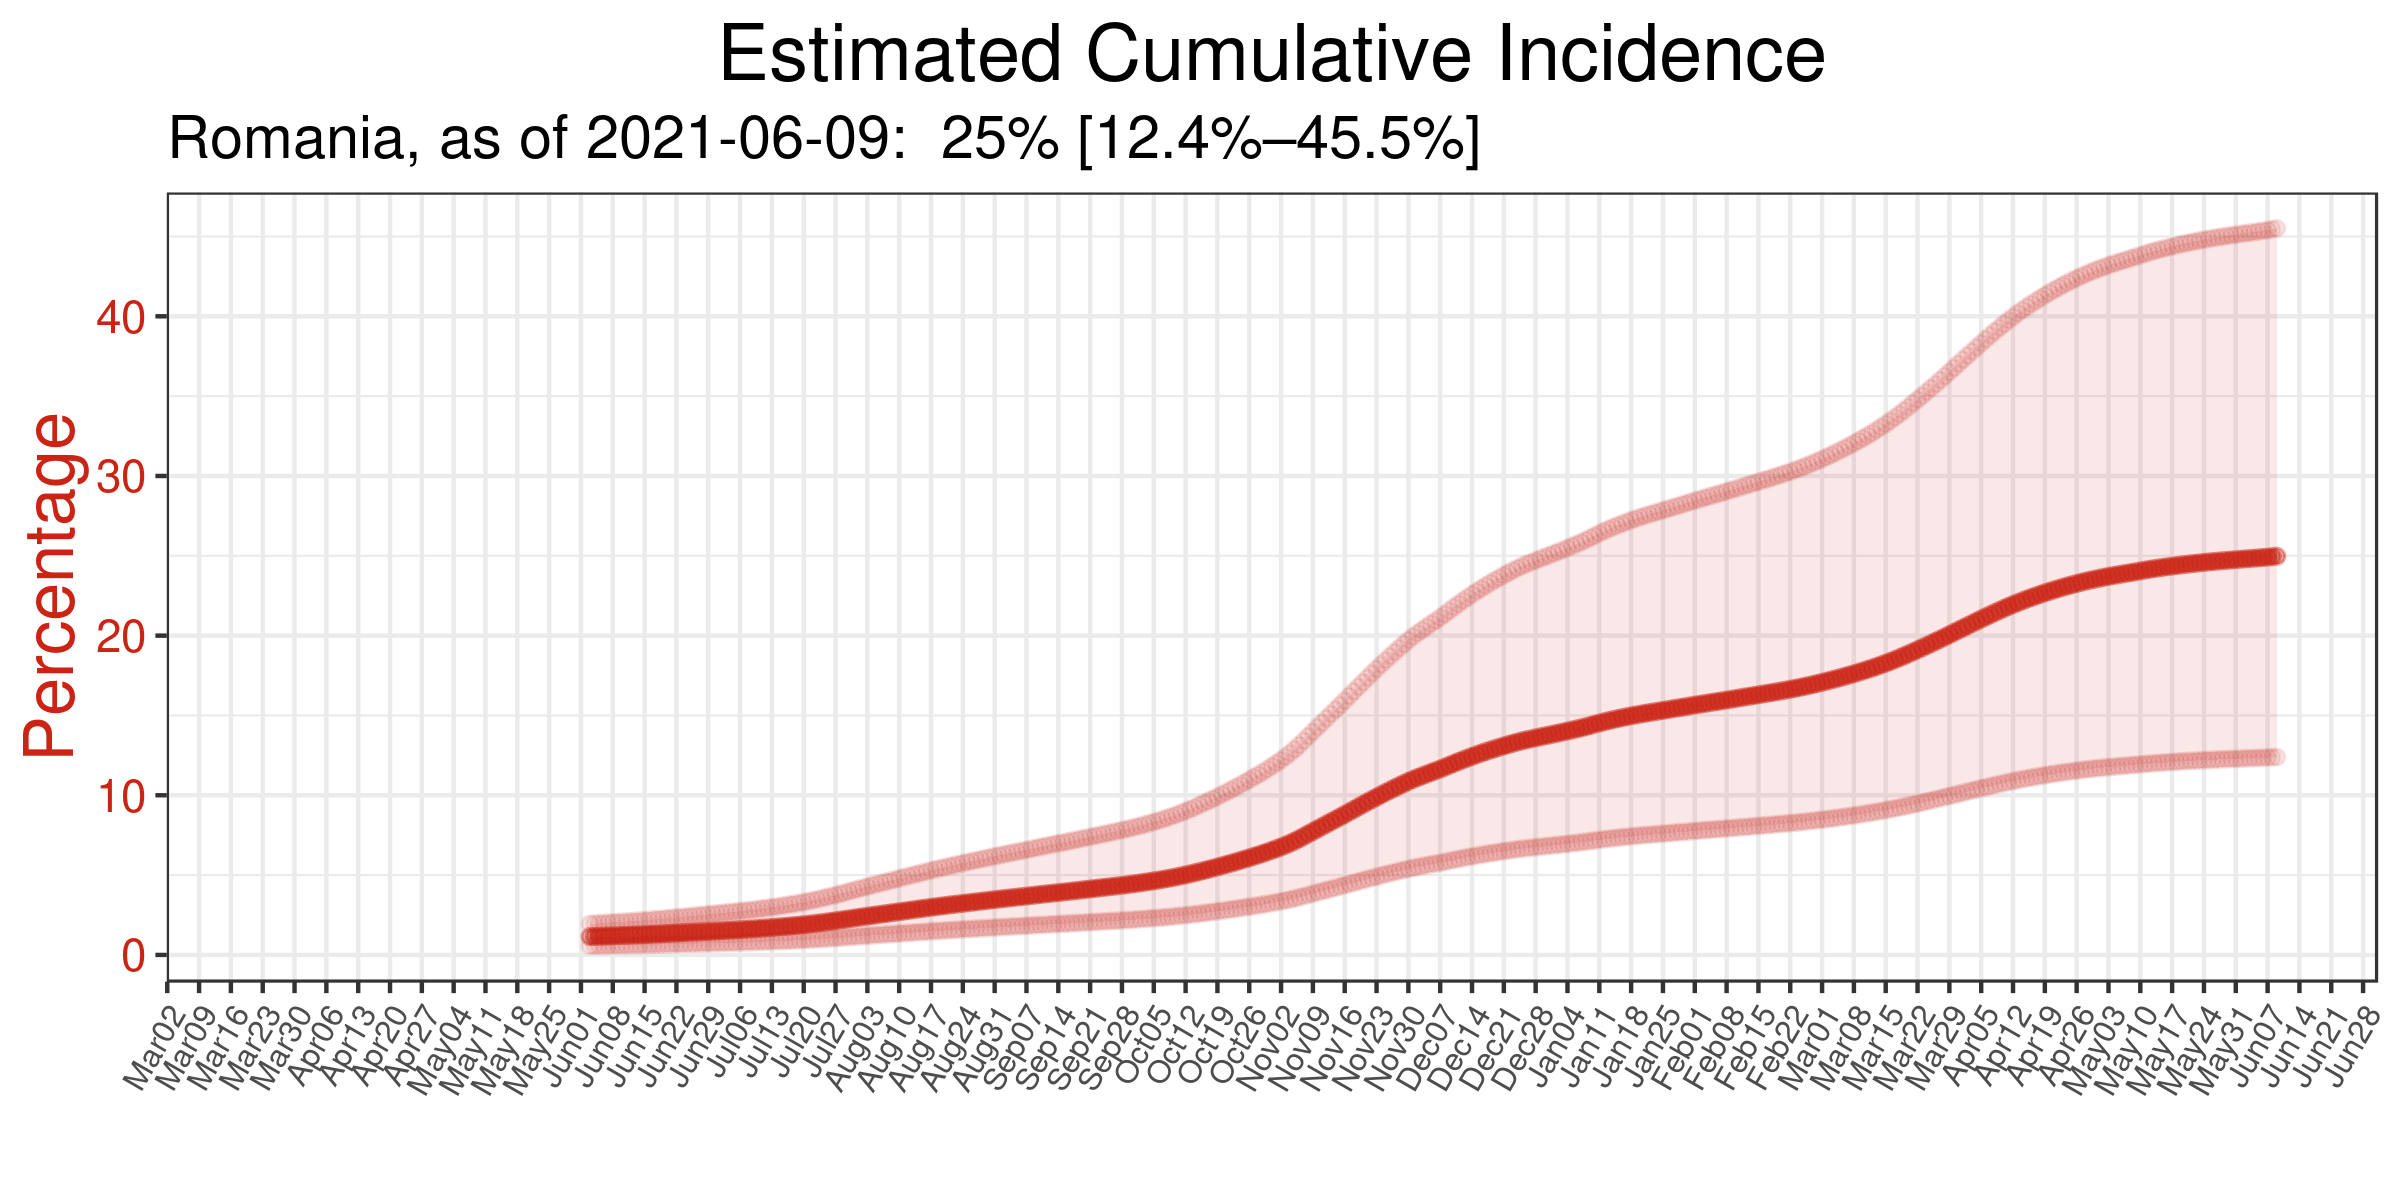 Estimated Cumulative Incidence
Romania, as of 2021-06-09:  25% [12.4%–45.5%]
Percentage
40
30
20
10
0
Mar02
Mar09
Mar16
Mar23
Mar30
Apr06
Apr13
Apr20
Apr27
May04
May11
May18
May25
Jun01
Jun08
Jun15
Jun22
Jun29
Jul06
Jul13
Jul20
Jul27
Aug03
Aug10
Aug17
Aug24
Aug31
Sep07
Sep14
Sep21
Sep28
Oct05
Oct12
Oct19
Oct26
Nov02
Nov09
Nov16
Nov23
Nov30
Dec07
Dec14
Dec21
Dec28
Jan04
Jan11
Jan18
Jan25
Feb01
Feb08
Feb15
Feb22
Mar01
Mar08
Mar15
Mar22
Mar29
Apr05
Apr12
Apr19
Apr26
May03
May10
May17
May24
May31
Jun07
Jun14
Jun21
Jun28